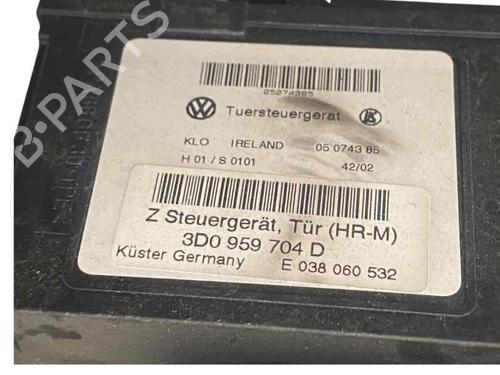 05074385
Tuersteuergerat
KLO IRELAND 05 0743 85
H 01 / S 0101 42/02
Z Steuergerät, Tür (HR-M)
3D0 959 704 D
Küster Germany E 038 060 532
B-PARTS